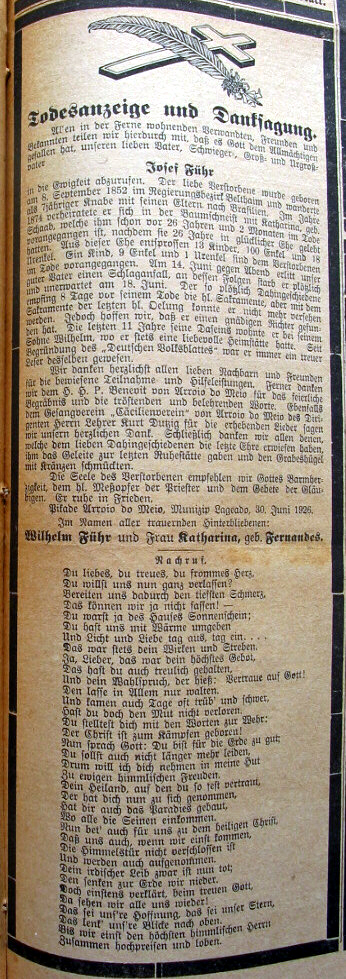 Todesanzeige und Danksagung.
Allen in der Ferne wohnenden Verwandten, Freunden und
Bekannten teilen wir hierdurch mit, daß es Gott dem Allmächtigen
gefallen hat, unseren lieben Vater, Schwieger-, Groß- und Urgroß-
vater
Josef Führ
in die Ewigkeit abzurufen. Der liebe Verstorbene wurde geboren
am 8. September 1852 im Regierungsbezirk Beltheim und wanderte
als 7jähriger Knabe mit seinen Eltern nach Brasilien. Im Jahre
1874 verheiratete er sich in der Baumschneiß mit Katharina, geb.
Schaab, welche ihm schon vor 26 Jahren und 2 Monaten im Tode
vorangegangen ist, nachdem sie 26 Jahre in glücklicher Ehe gelebt
hatten. Aus dieser Ehe entsprossen 13 Kinder, 90 Enkel und 18
Urenkel. Ein Kind, 9 Enkel und 1 Urenkel sind dem Verstorbenen
im Tode vorangegangen. Am 14. Juni gegen Abend erlitt unser
guter Vater einen Schlaganfall, an dessen Folgen starb er plötzlich
und unerwartet am 18. Juni. Der so plötzlich Dahingeschiedene
empfing 8 Tage vor seinem Tode die hl. Sakramente, aber mit dem
Sakramente der letzten hl. Oelung konnte er nicht mehr versehen
werden. Jedoch hoffen wir, daß er einen gnädigen Richter gefun-
den hat. Die letzten 11 Jahre seine Daseins wohnte er bei seinem
Sohne Wilhelm, wo er stets eine liebevolle Heimstätte hatte. Seit
Begründung des „Deutschen Volksblattes“ war er immer ein treuer
Leser desselben gewesen.
Wir danken herzlichst allen lieben Nachbarn und Freunden
für die bewiesene Teilnahme und Hilfeleistungen. Ferner danken
wir dem H. H. P. Benevit von Arroio do Meio für das feierliche
Begräbnis und die tröstenden und belehrenden Worte. Ebenfalls
dem Gesangverein „Cäcilienverein“ von Arroio do Meio des Diri-
genten Herrn Lehrer Kurt Dutzig für die erhebenden Lieder sagen
wir unsern herzlichen Dank. Schließlich danken wir allen denen,
welche dem lieben Dahingeschiedenen die letzte Ehre erwiesen haben,
ihm das Geleite zur letzten Ruhestätte gaben und den Grabeshügel
mit Kränzen schmückten.
Die Seele des Verstorbenen empfehlen wir Gottes Barmher-
zigkeit, dem hl. Meßopfer der Priester und dem Gebete der Gläu-
bigen. Er ruhe in Frieden.
Pikade Arroio do Meio, Munizip Lageado, 30. Juni 1926.
Im Namen aller trauernden Hinterbliebenen:
Wilhelm Führ und Frau Katharina, geb. Fernandes.
Nachruf.
Du liebes, du treues, du frommes Herz,
Du willst uns nun ganz verlassen?
Bereiten uns dadurch den tiefsten Schmerz,
Das können wir ja nicht fassen! —
Du warst ja des Hauses Sonnenschein;
Du hast uns mit Wärme umgeben
Und Licht und Liebe tag aus, tag ein. . . .
Das war stets dein Wirken und Streben.
Ja, Lieber, das war dein höchstes Gebot,
Das hast du auch treulich gehalten,
Und dein Wahlspruch, der hieß: Vertraue auf Gott!
Den lasse in Allem nur walten.
Und kamen auch Tage oft trüb' und schwer,
Hast du doch den Mut nicht verloren.
Du stelltest dich mit den Worten zur Wehr:
Der Christ ist zum Kämpfen geboren!
Nun sprach Gott: Du bist für die Erde zu gut;
Du sollst auch nicht länger mehr leiden,
Drum will ich dich nehmen in meine Hut
Zu ewigen himmlischen Freuden.
Dein Heiland, auf den du so fest vertraut,
Der hat dich nun zu sich genommen,
Hat dir auch das Paradies gebaut,
Wo alle die Seinen einkommen.
Nun bet' auch für uns zu dem heiligen Christ,
Daß uns auch, wenn wir einst kommen,
Die Himmelstür nicht verschlossen ist
Und werden auch aufgenommen.
Dein irdischer Leib zwar ist nun tot;
Den senken zur Erde wir nieder.
Doch einstens verklärt, beim treuen Gott,
Da sehen wir alle uns wieder!
Das sei uns're Hoffnung, das sei unser Stern,
Das lenk' uns're Blicke nach oben.
Bis wir einst den höchsten himmlischen Herrn
Zusammen hochpreisen und loben.